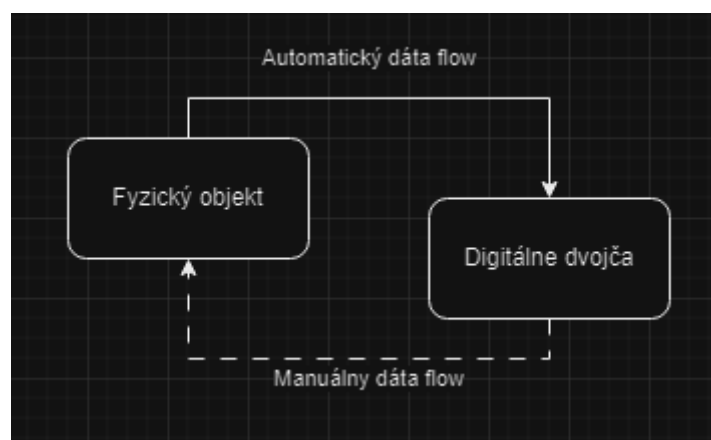 Automatický dáta flow
Fyzický objekt
Digitálne dvojča
Manuálny dáta flow